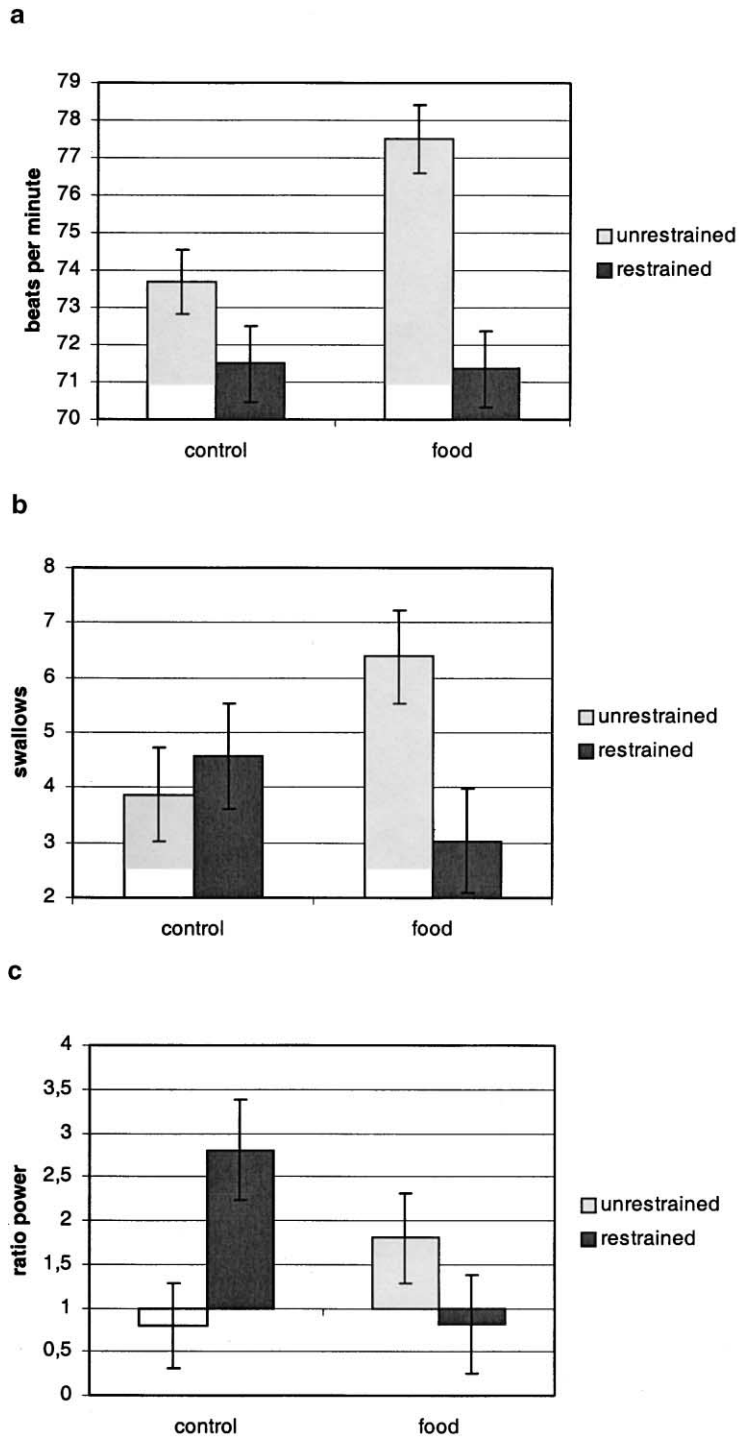 a
79
78
77
76
75
74
73
72
71
70
beats per minute
control food
unrestrained
restrained
b
8
7
6
5
4
3
2
swallows
control food
unrestrained
restrained
c
4
3,5
3
2,5
2
1,5
1
0,5
0
ratio power
control food
unrestrained
restrained